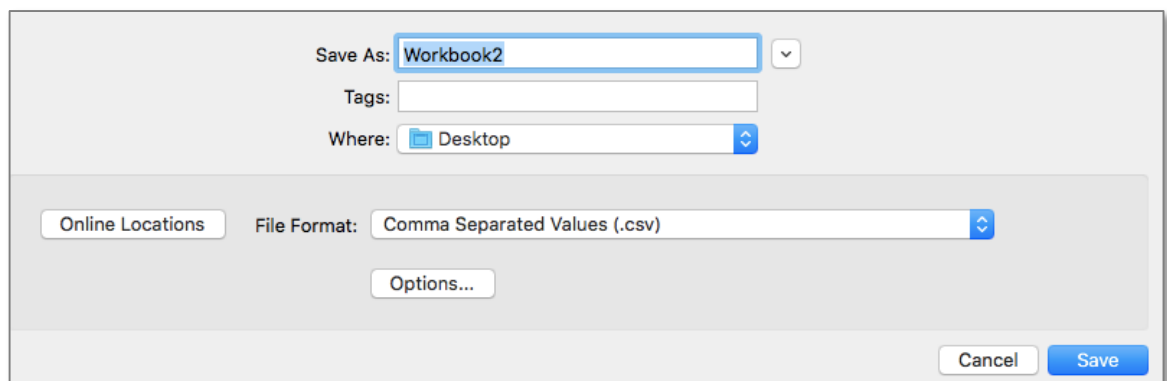 Save As: Workbook2
Tags:
Where: Desktop
Online Locations File Format: Comma Separated Values (.csv)
Options...
Cancel Save